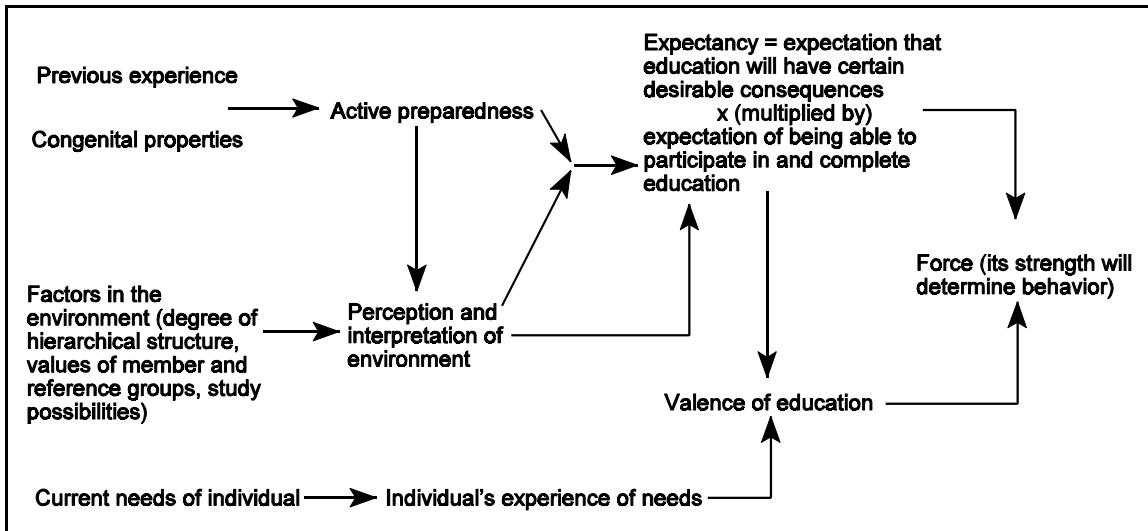 Previous experience
Congenital properties
Active preparedness
Expectancy = expectation that
education will have certain
desirable consequences
x (multiplied by)
expectation of being able to
participate in and complete
education
Factors in the
environment (degree of
hierarchical structure,
values of member and
reference groups, study
possibilities)
Perception and
interpretation of
environment
Force (its strength will
determine behavior)
Valence of education
Current needs of individual
Individual's experience of needs